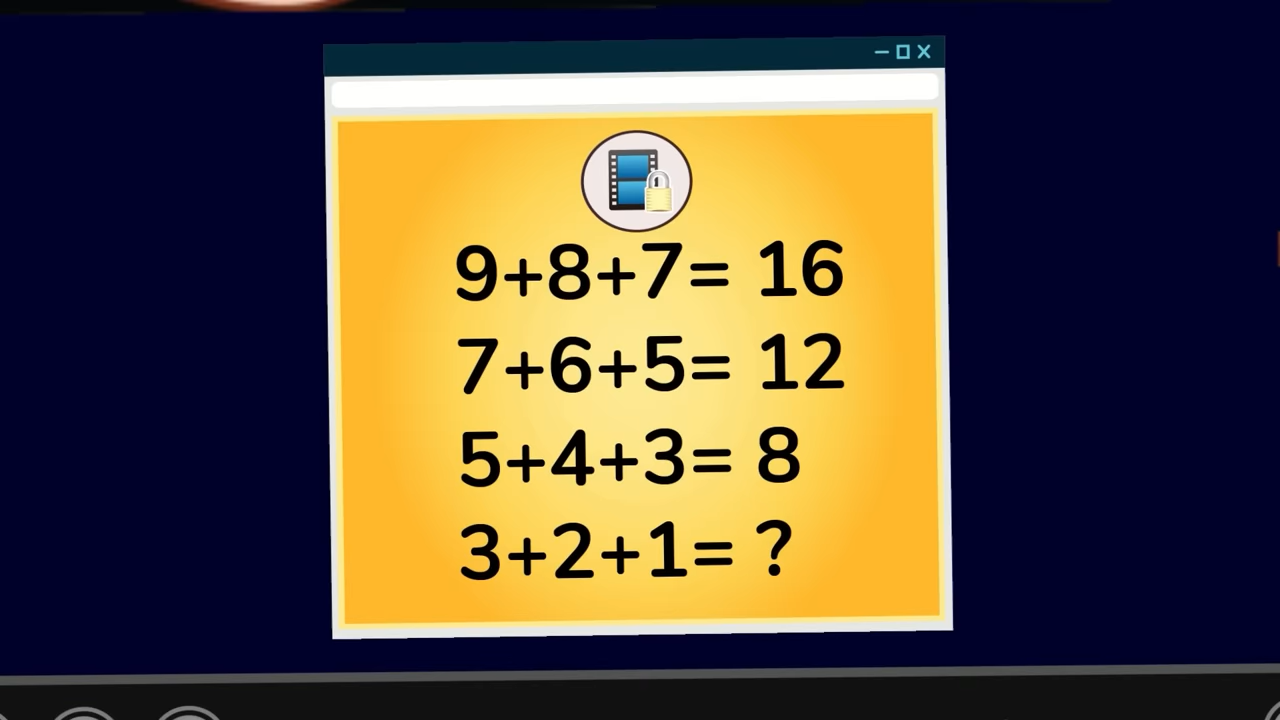 9+8+7= 16
7+6+5= 12
5+4+3= 8
3+2+1= ?